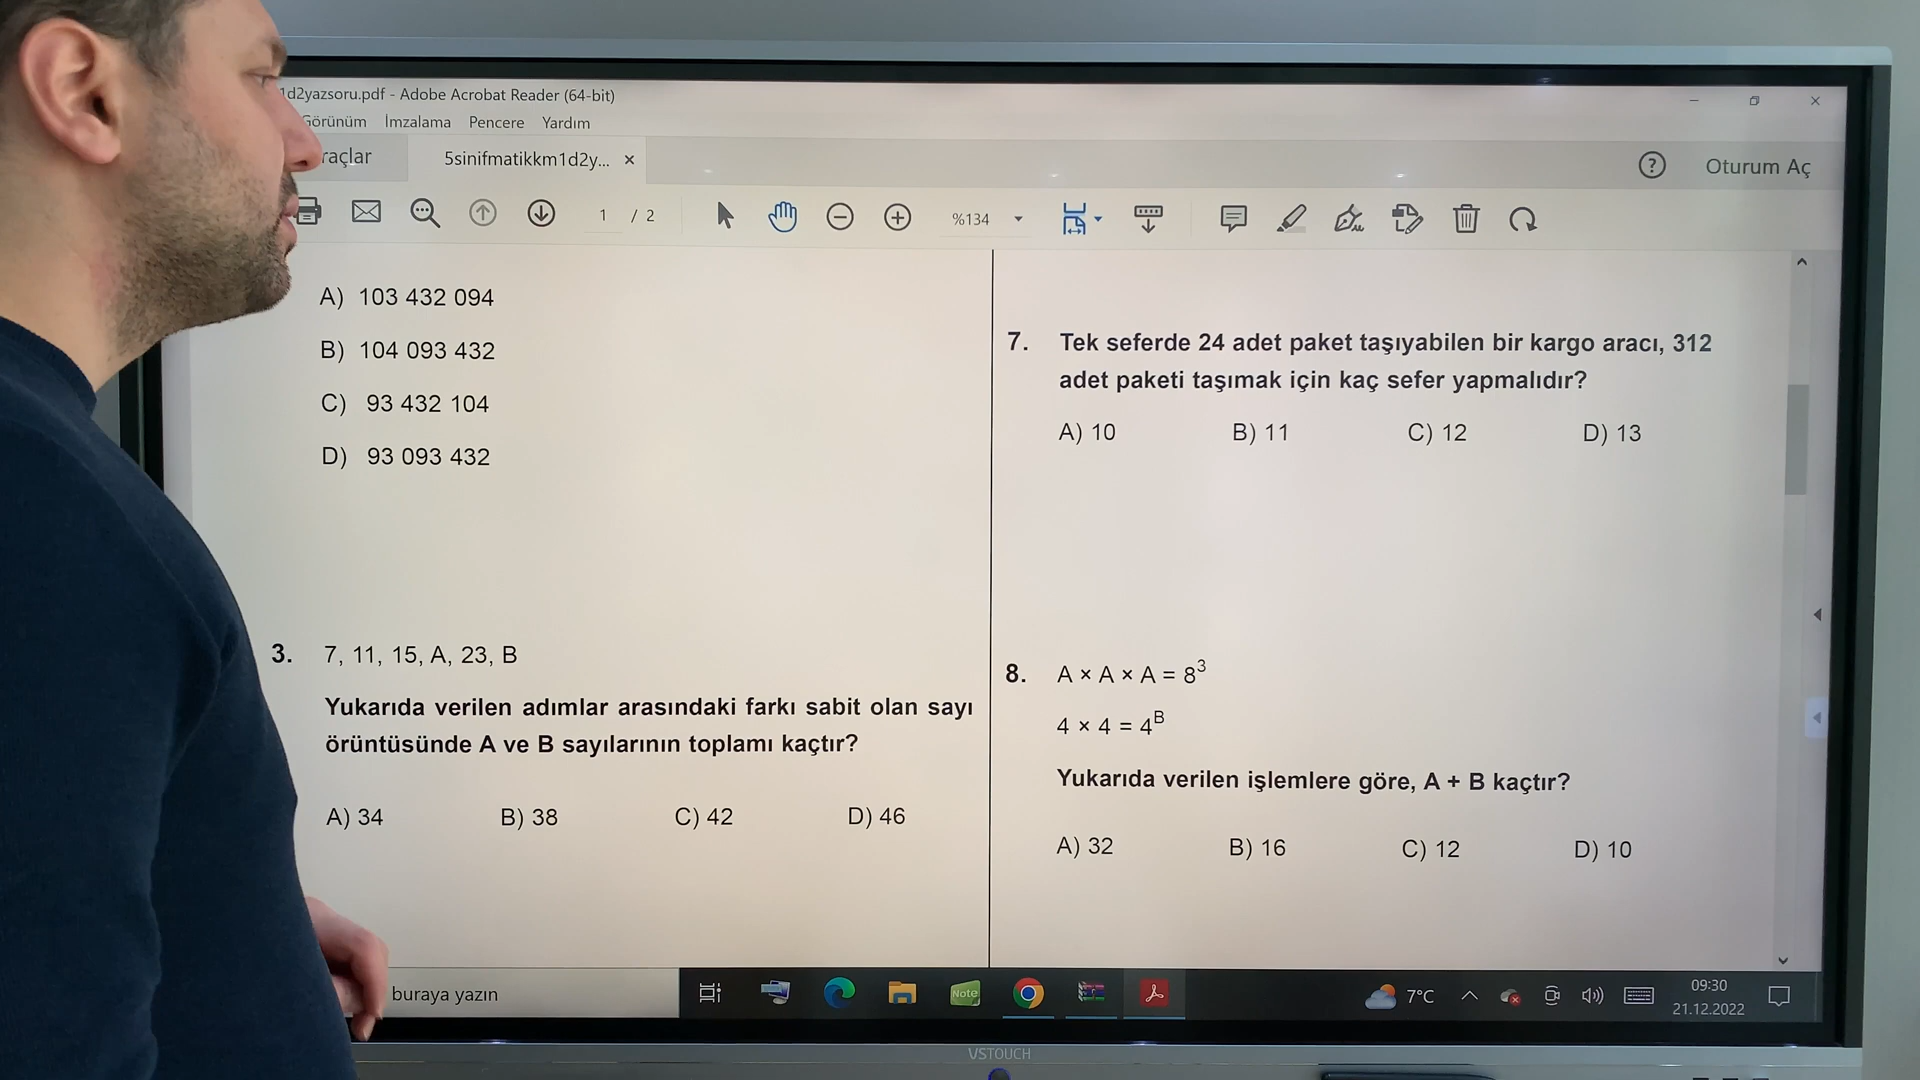 1d2yazsoru.pdf - Adobe Acrobat Reader (64-bit)
Görünüm İmzalama Pencere Yardım
raçlar 5sinifmatikkm1d2y... × Oturum Aç
1 / 2 %134
A) 103 432 094
B) 104 093 432
C) 93 432 104
D) 93 093 432
3. 7, 11, 15, A, 23, B
Yukarıda verilen adımlar arasındaki farkı sabit olan sayı
örüntüsünde A ve B sayılarının toplamı kaçtır?
A) 34 B) 38 C) 42 D) 46
7. Tek seferde 24 adet paket taşıyabilen bir kargo aracı, 312
adet paketi taşımak için kaç sefer yapmalıdır?
A) 10 B) 11 C) 12 D) 13
8. A × A × A = 8³
4 × 4 = 4ᴮ
Yukarıda verilen işlemlere göre, A + B kaçtır?
A) 32 B) 16 C) 12 D) 10
buraya yazın
Note
7°C
09:30
21.12.2022
VSTOUCH